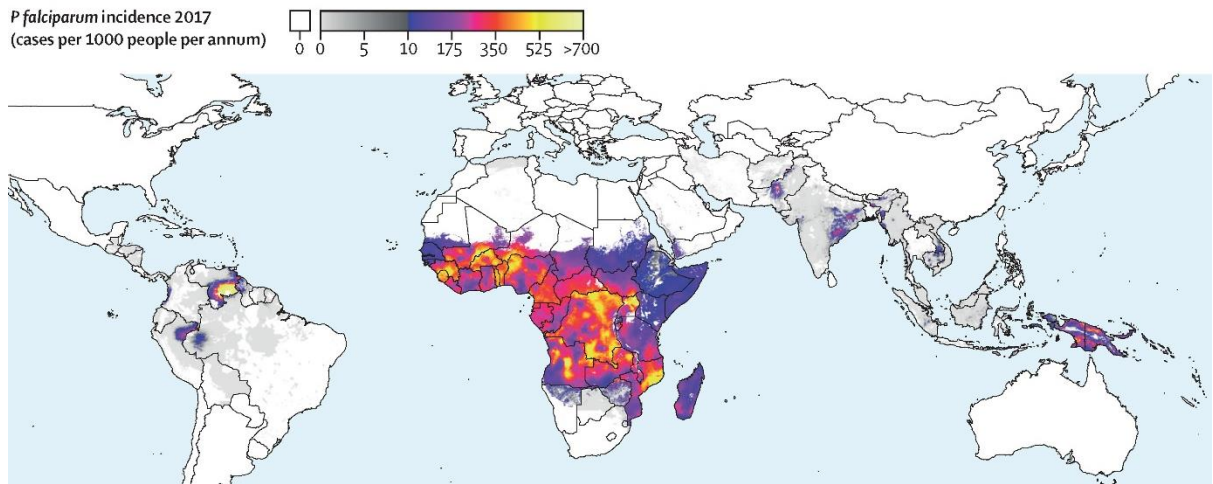 P falciparum incidence 2017
(cases per 1000 people per annum)
0 0 5 10 175 350 525 >700